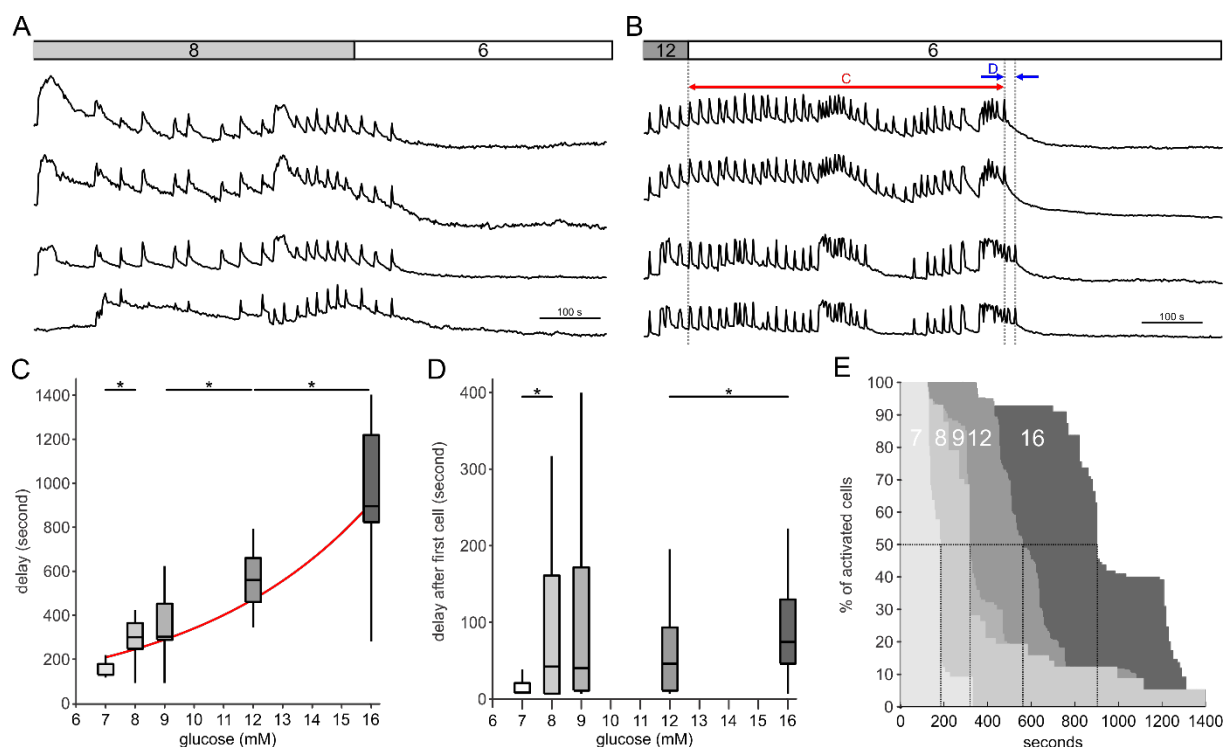 A
B
8 6
12 6
C
D
100 s
100 s
C
D
E
delay (second)
1400
1200
1000
800
600
400
200
0
* * *
6 7 8 9 10 11 12 13 14 15 16
glucose (mM)
delay after first cell (second)
400
300
200
100
0
* *
6 7 8 9 10 11 12 13 14 15 16
glucose (mM)
% of activated cells
100
90
80
70
60
50
40
30
20
10
0
7 8 9 12 16
0 200 400 600 800 1000 1200 1400
seconds